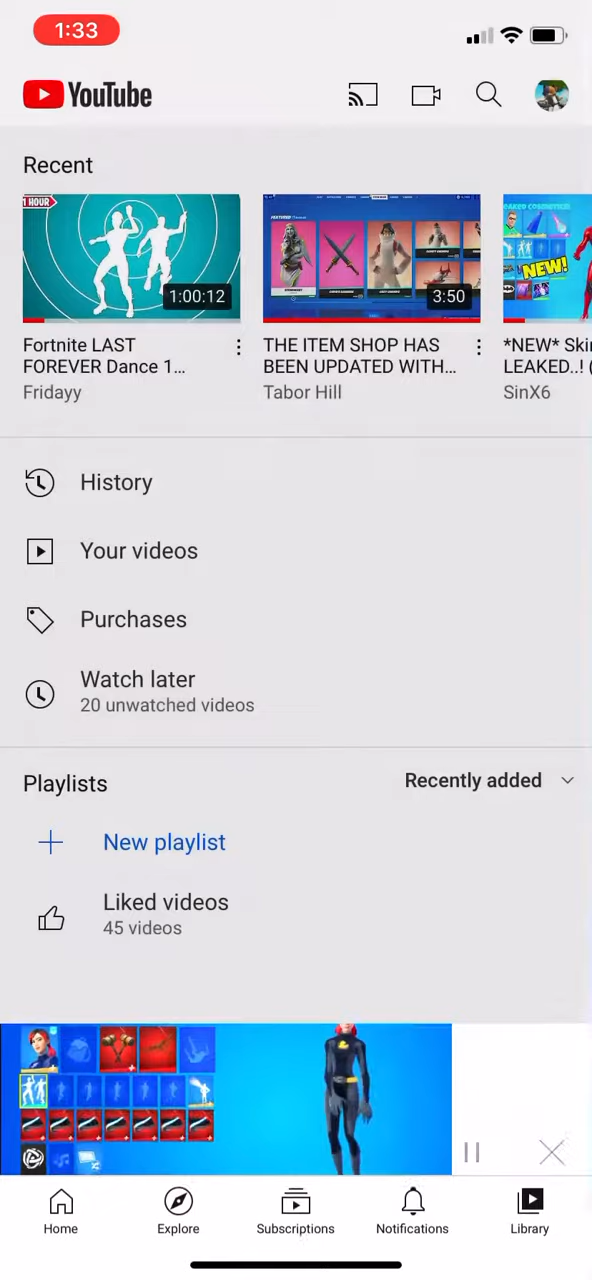 1:33
YouTube
Recent
1 HOUR
1:00:12
3:50
NEW!
Fortnite LAST
FOREVER Dance 1...
Fridayy
THE ITEM SHOP HAS
BEEN UPDATED WITH...
Tabor Hill
*NEW* Ski
LEAKED..! (
SinX6
History
Your videos
Purchases
Watch later
20 unwatched videos
Playlists
Recently added
New playlist
Liked videos
45 videos
Home
Explore
Subscriptions
Notifications
Library